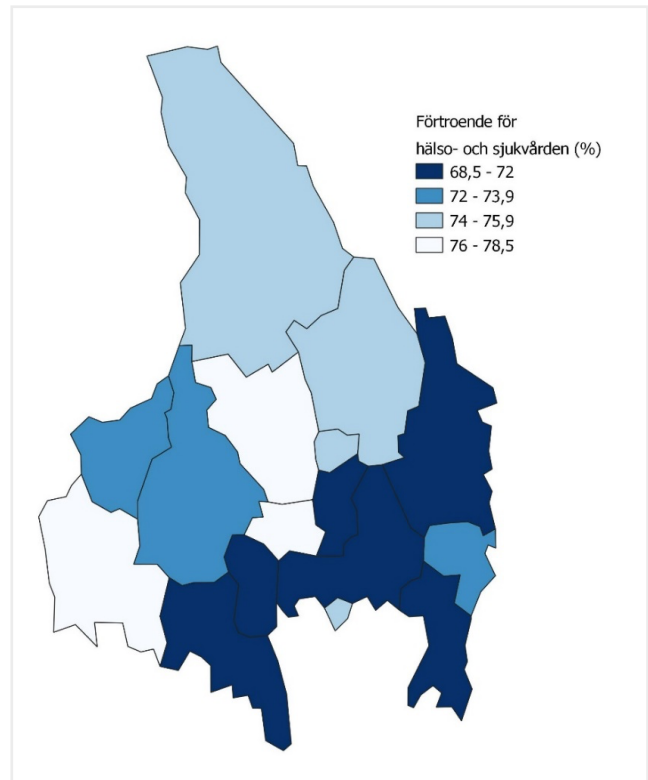 Förtroende för
hälso- och sjukvården (%)
68,5 - 72
72 - 73,9
74 - 75,9
76 - 78,5